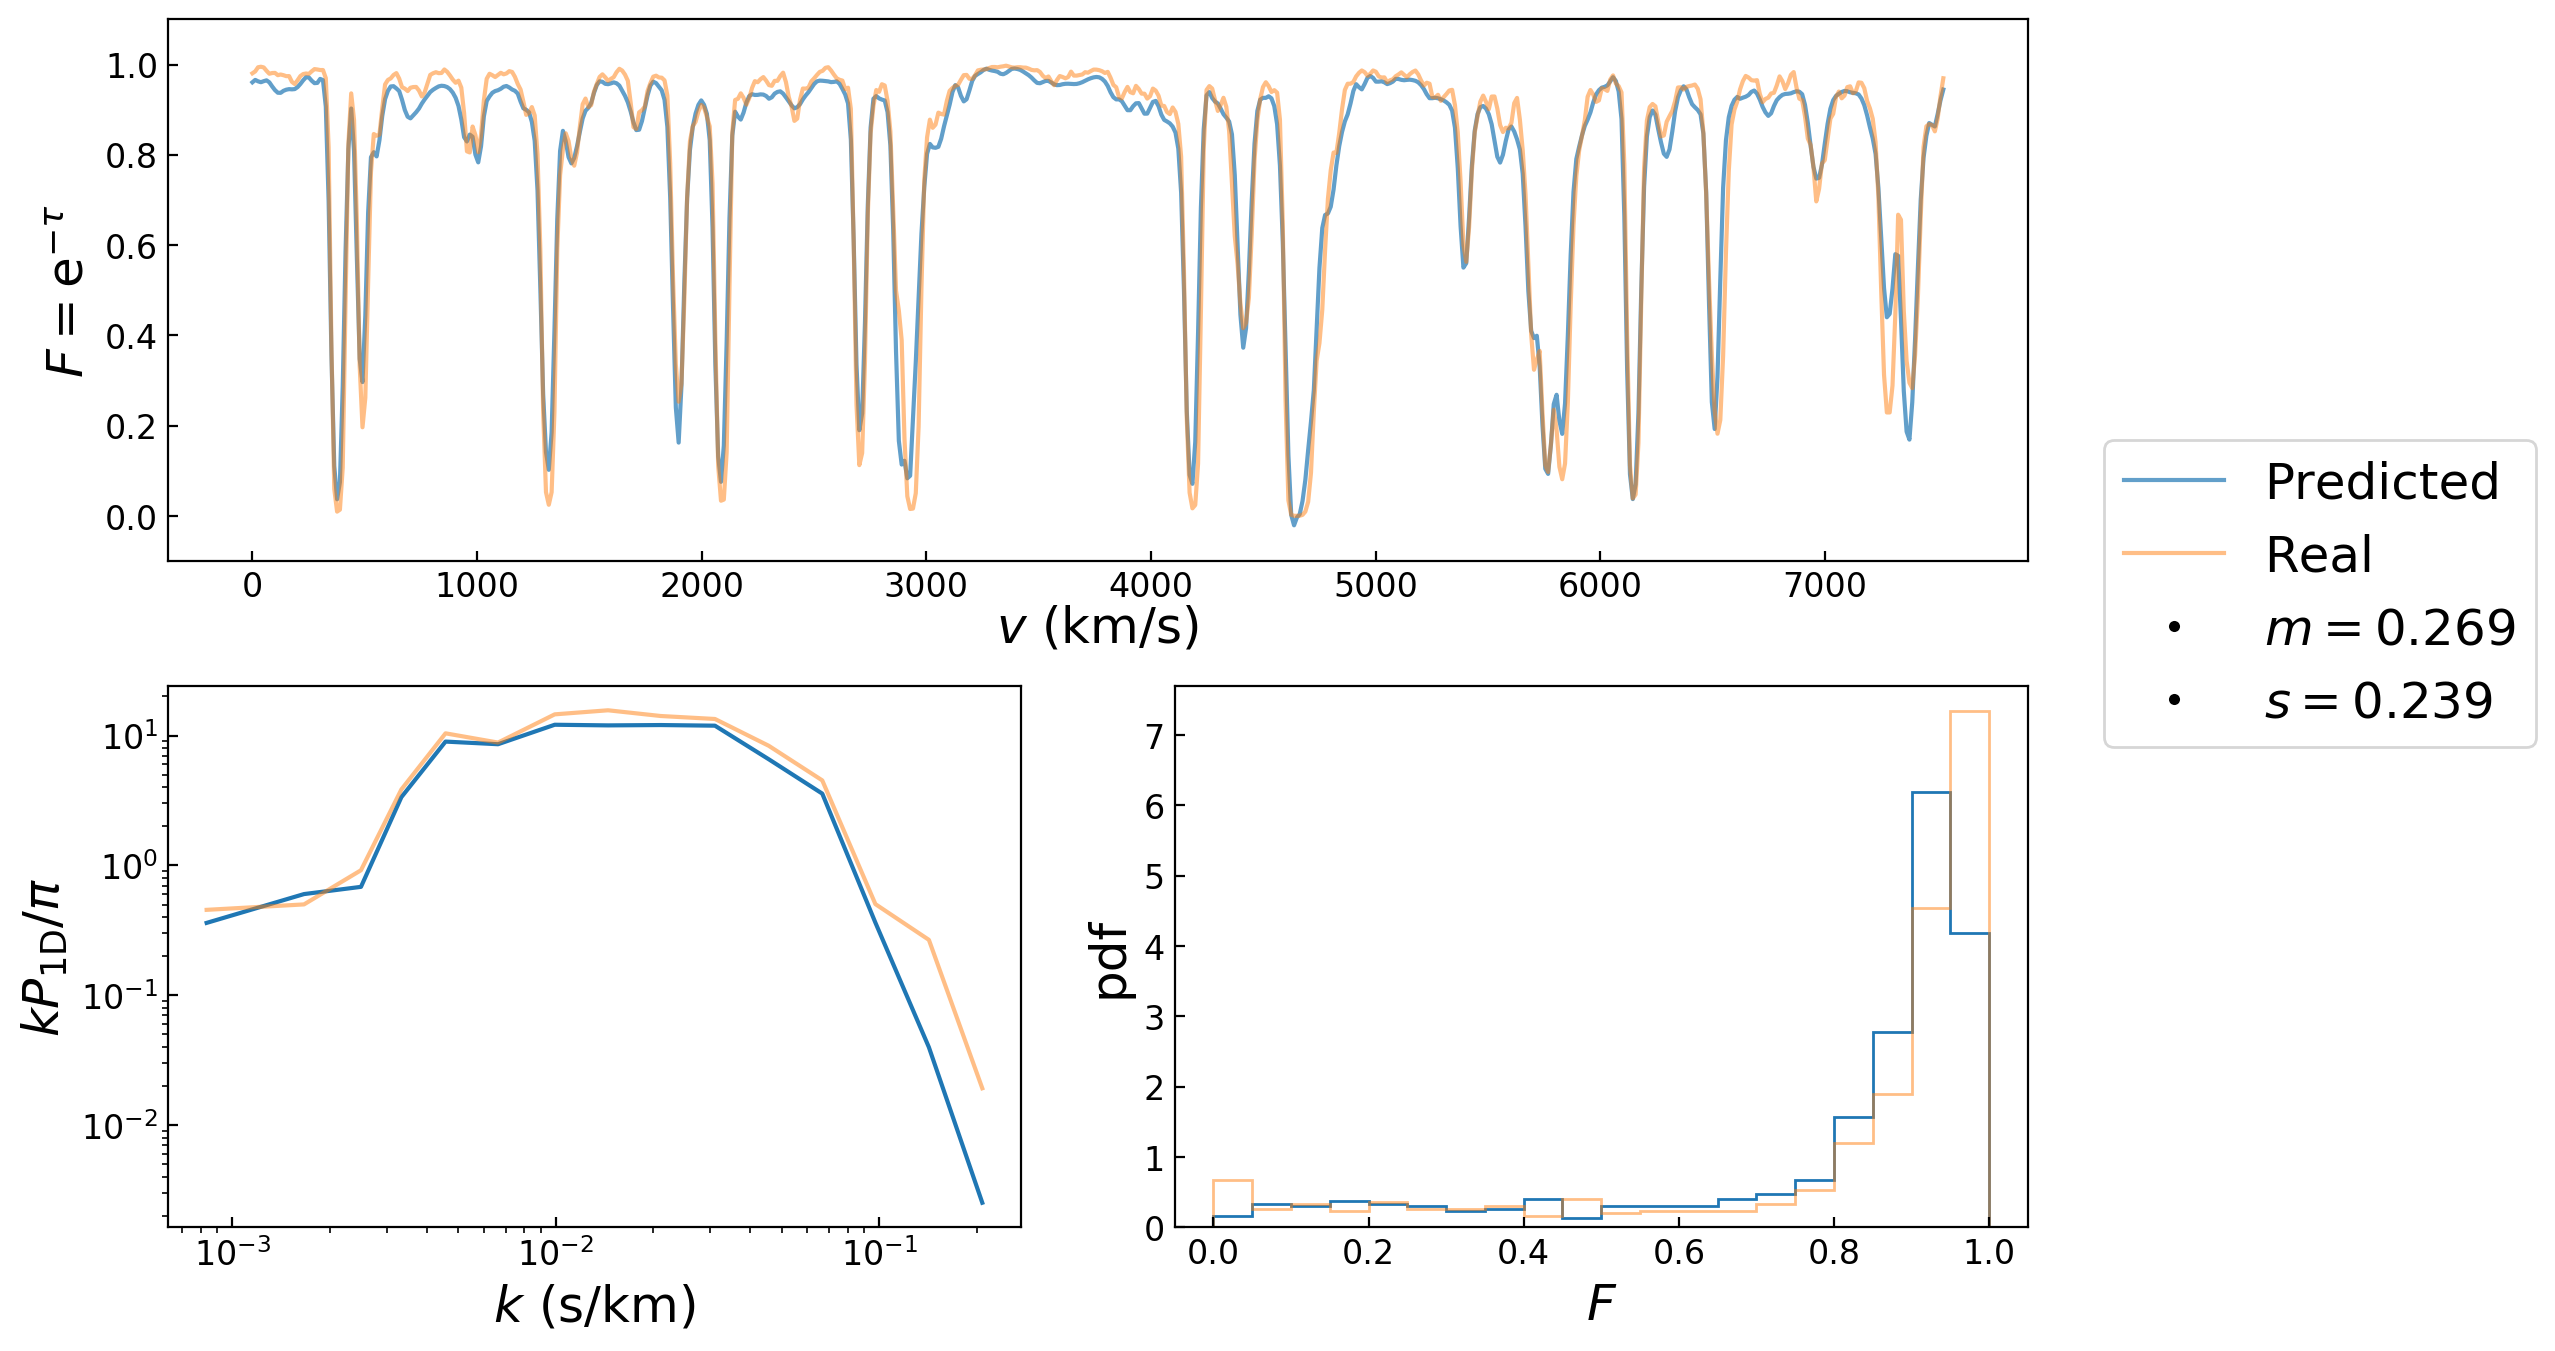 1.0
0.8
0.6
0.4
0.2
0.0
F = e^{−τ}
0 1000 2000 3000 4000 5000 6000 7000
v (km/s)
Predicted
Real
m = 0.269
s = 0.239
10^1
10^0
10^{−1}
10^{−2}
kP_{1D}/π
10^{−3} 10^{−2} 10^{−1}
k (s/km)
7
6
5
4
3
2
1
0
pdf
0.0 0.2 0.4 0.6 0.8 1.0
F